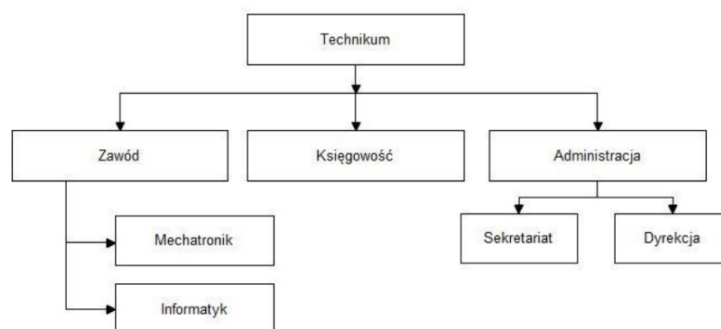 Technikum
Zawód
Księgowość
Administracja
Mechatronik
Informatyk
Sekretariat
Dyrekcja